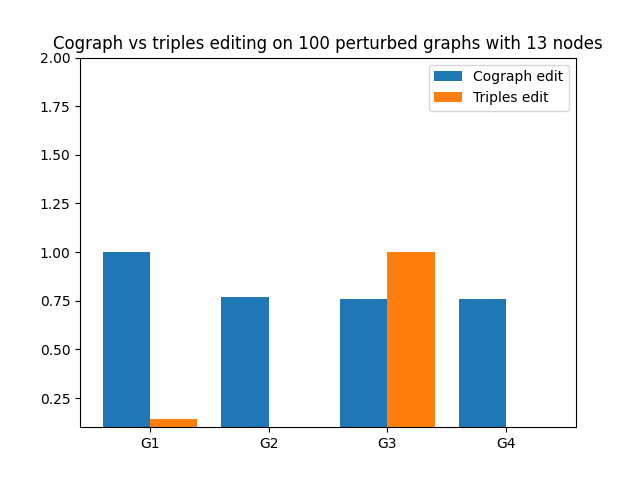 Cograph vs triples editing on 100 perturbed graphs with 13 nodes
2.00
1.75
1.50
1.25
1.00
0.75
0.50
0.25
Cograph edit
Triples edit
G1 G2 G3 G4